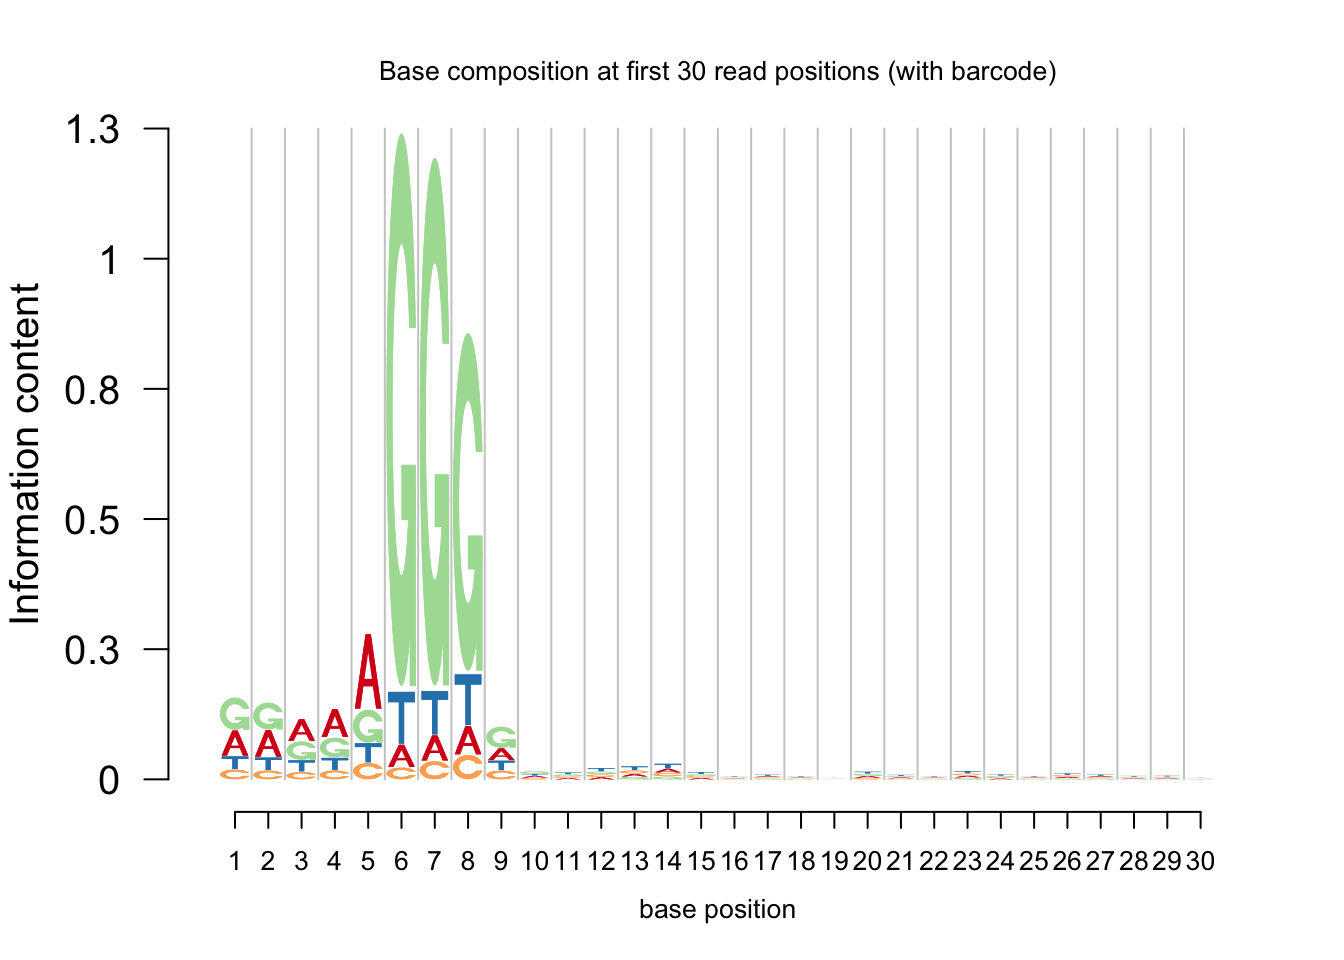 Base composition at first 30 read positions (with barcode)
Information content
1.3
1
0.8
0.5
0.3
0
G G A A A G G G G
A A G G G T T T A
T T T T T A A A T
C C C C C C C C C
1 2 3 4 5 6 7 8 9 10 11 12 13 14 15 16 17 18 19 20 21 22 23 24 25 26 27 28 29 30
base position